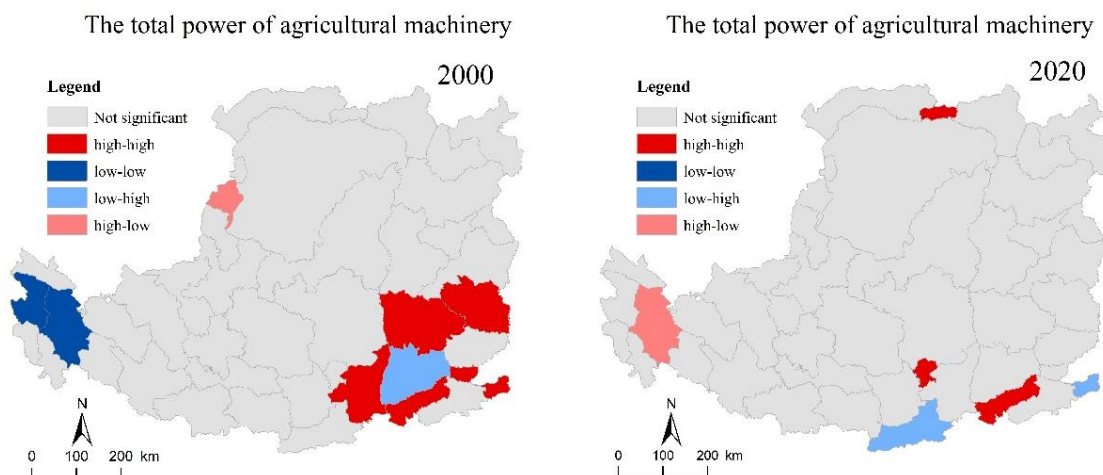 The total power of agricultural machinery
2000
Legend
Not significant
high-high
low-low
low-high
high-low
N
0 100 200 km
The total power of agricultural machinery
2020
Legend
Not significant
high-high
low-low
low-high
high-low
N
0 100 200 km